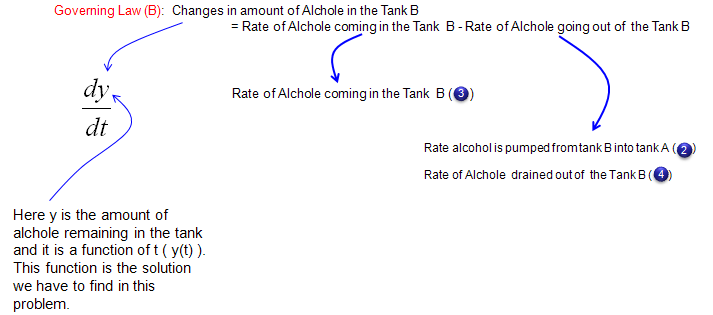 Governing Law (B): Changes in amount of Alchole in the Tank B
= Rate of Alchole coming in the Tank B - Rate of Alchole going out of the Tank B
dy
dt
Rate of Alchole coming in the Tank B ( 3 )
Rate alcohol is pumped from tank B into tank A ( 2 )
Rate of Alchole drained out of the Tank B ( 4 )
Here y is the amount of
alchole remaining in the tank
and it is a function of t ( y(t) ).
This function is the solution
we have to find in this
problem.